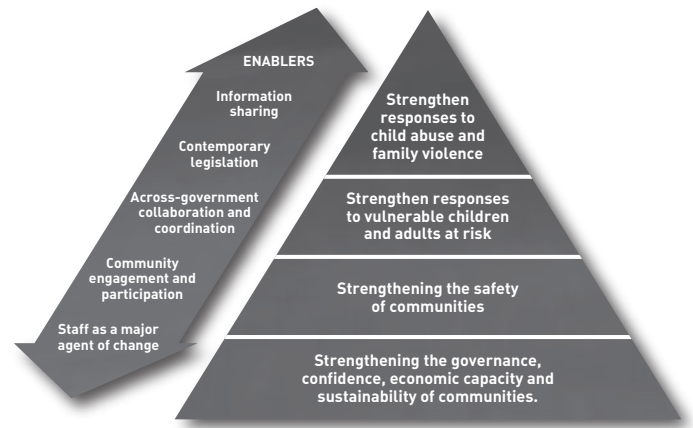 ENABLERS
Information
sharing
Contemporary
legislation
Across-government
collaboration and
coordination
Community
engagement and
participation
Staff as a major
agent of change
Strengthen
responses to
child abuse and
family violence
Strengthen responses
to vulnerable children
and adults at risk
Strengthening the safety
of communities
Strengthening the governance,
confidence, economic capacity and
sustainability of communities.